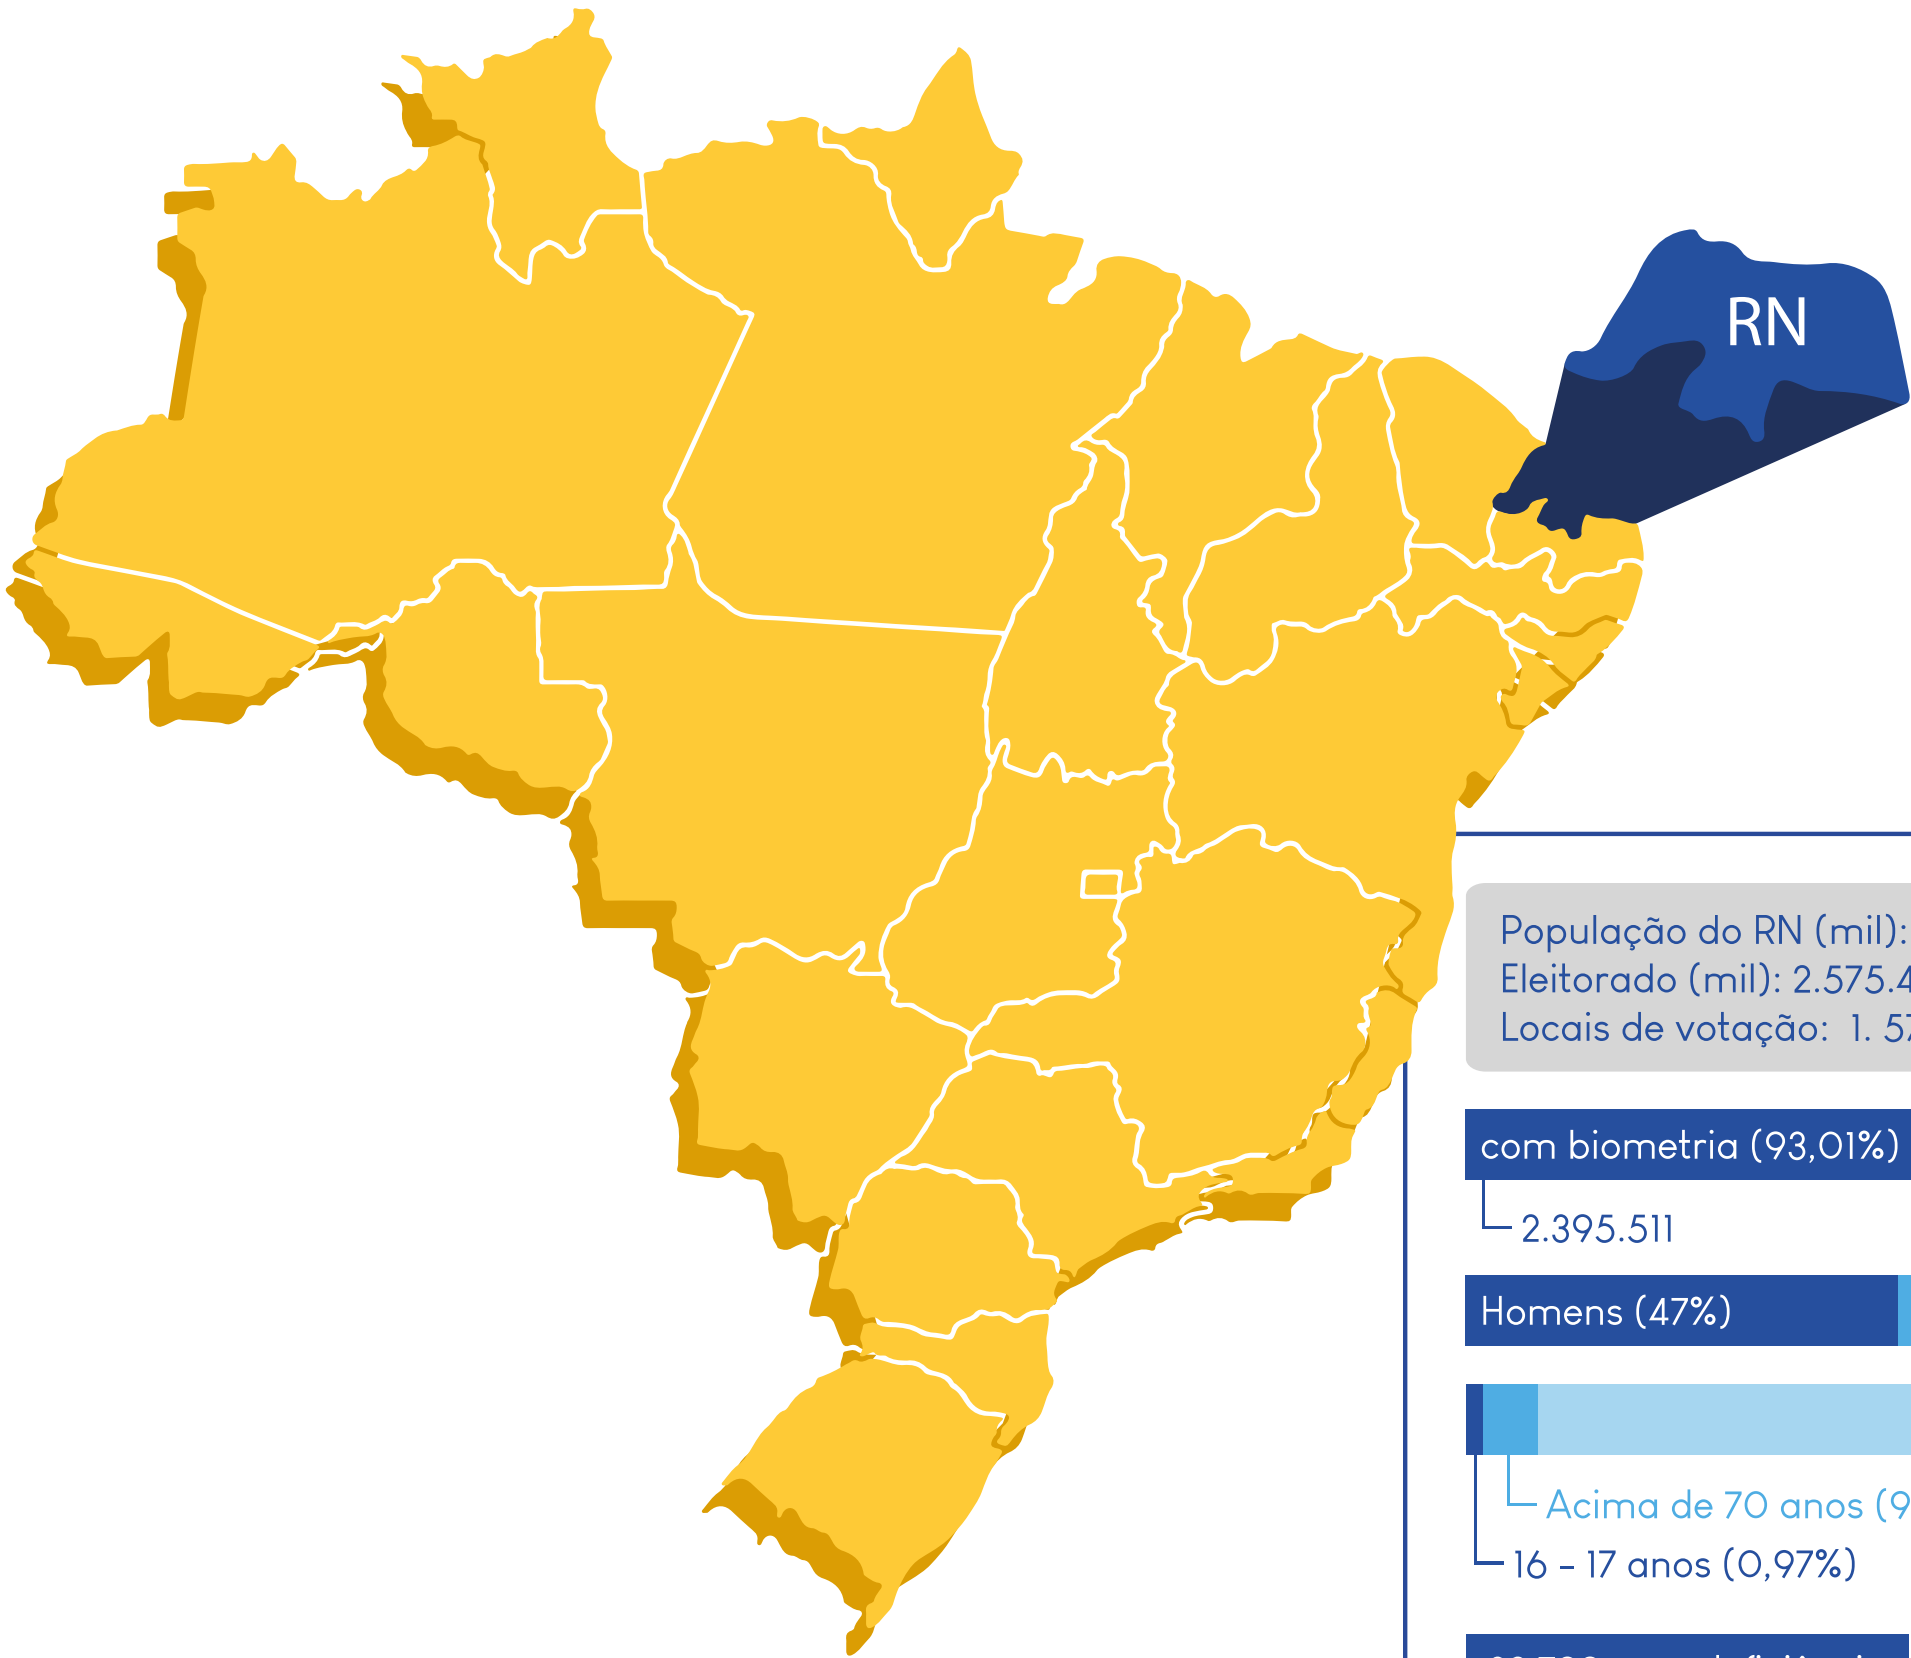 RN
População do RN (mil):
Eleitorado (mil): 2.575.4
Locais de votação: 1. 57
com biometria (93,01%)
2.395.511
Homens (47%)
Acima de 70 anos (9
16 - 17 anos (0,97%)